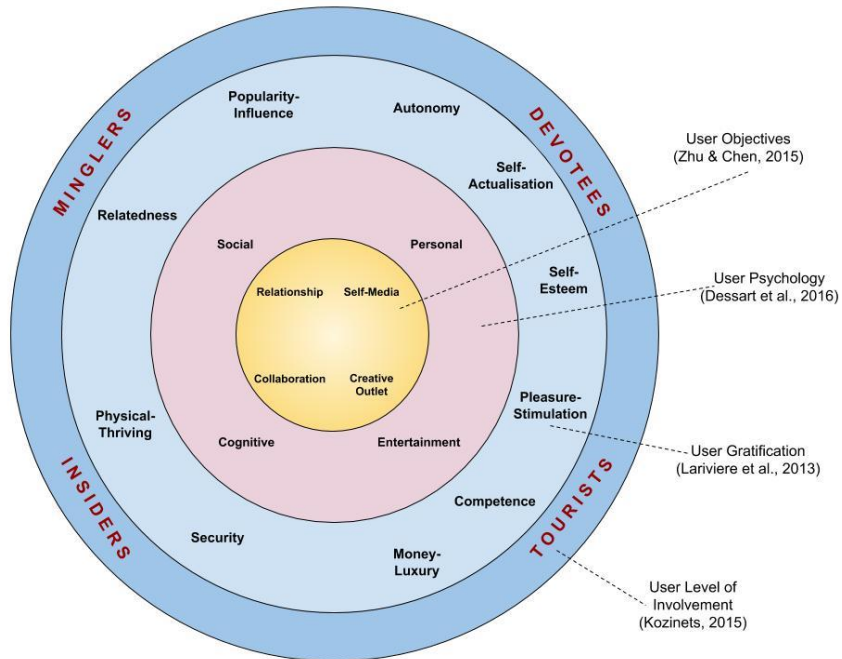 Popularity-
Influence
Autonomy
MINGLERS
DEVOTEES
User Objectives
(Zhu & Chen, 2015)
Self-
Actualisation
Relatedness
Social
Personal
Self-
Esteem
User Psychology
(Dessart et al., 2016)
Relationship
Self-Media
Collaboration
Creative
Outlet
Pleasure-
Stimulation
Physical-
Thriving
Cognitive
Entertainment
User Gratification
(Lariviere et al., 2013)
INSIDERS
TOURISTS
Competence
Security
Money-
Luxury
User Level of
Involvement
(Kozinets, 2015)